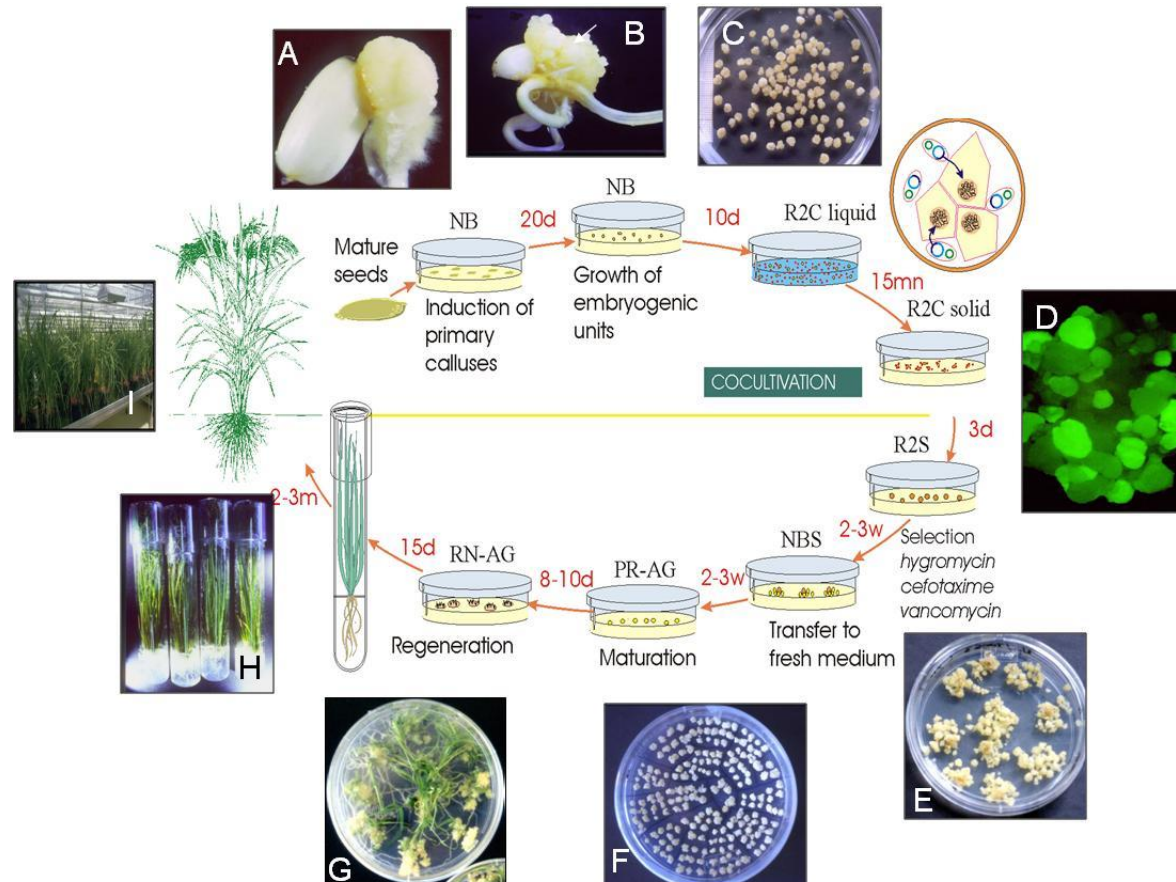 A
B
C
NB
20d
NB
10d
R2C liquid
Mature
seeds
Induction of
primary
calluses
Growth of
embryogenic
units
15mn
R2C solid
D
I
COCULTIVATION
3d
R2S
2-3m
2-3w
Selection
hygromycin
cefotaxime
vancomycin
NBS
2-3w
PR-AG
8-10d
RN-AG
15d
Regeneration
Maturation
Transfer to
fresh medium
H
G
F
E